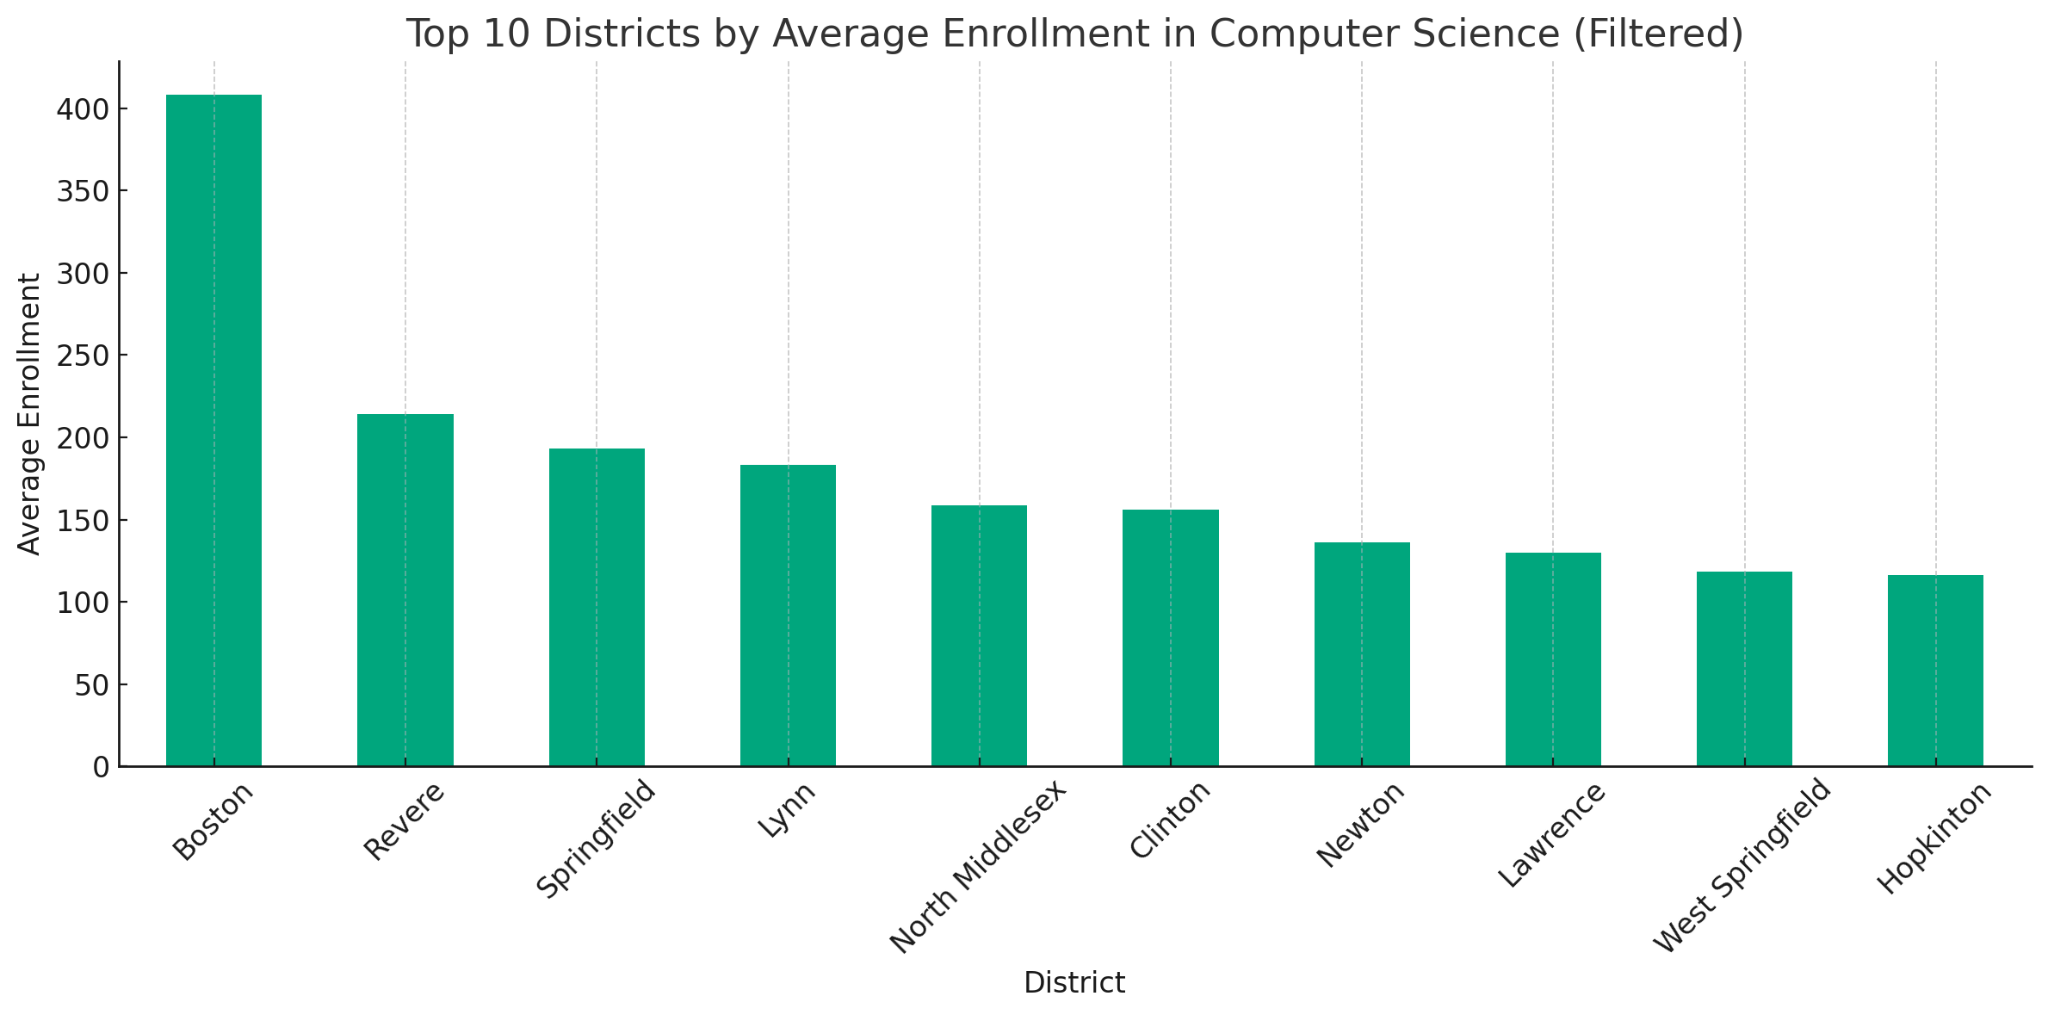 Top 10 Districts by Average Enrollment in Computer Science (Filtered)
Average Enrollment
400
350
300
250
200
150
100
50
0
Boston
Revere
Springfield
Lynn
North Middlesex
Clinton
Newton
Lawrence
West Springfield
Hopkinton
District